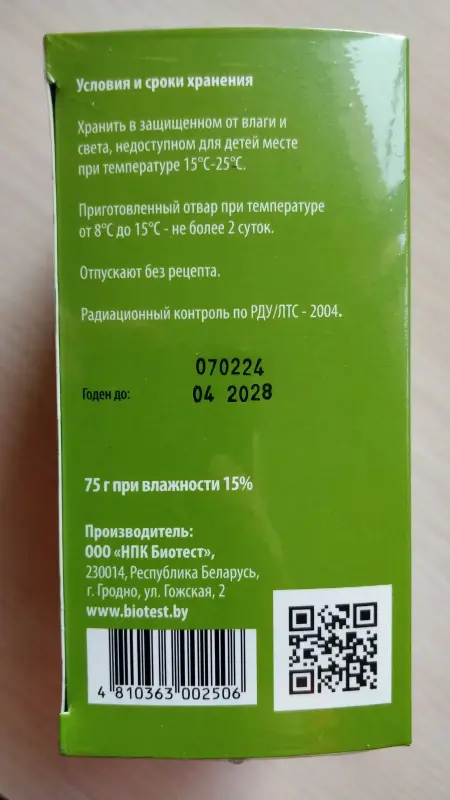 Условия и сроки хранения
Хранить в защищенном от влаги и
света, недоступном для детей месте
при температуре 15°С-25°С.
Приготовленный отвар при температуре
от 8°С до 15°С - не более 2 суток.
Отпускают без рецепта.
Радиационный контроль по РДУ/ЛТС - 2004.
070224
Годен до: 04 2028
75 г при влажности 15%
Производитель:
ООО «НПК Биотест»,
230014, Республика Беларусь,
г. Гродно, ул. Гожская, 2
www.biotest.by
4 810363 002506